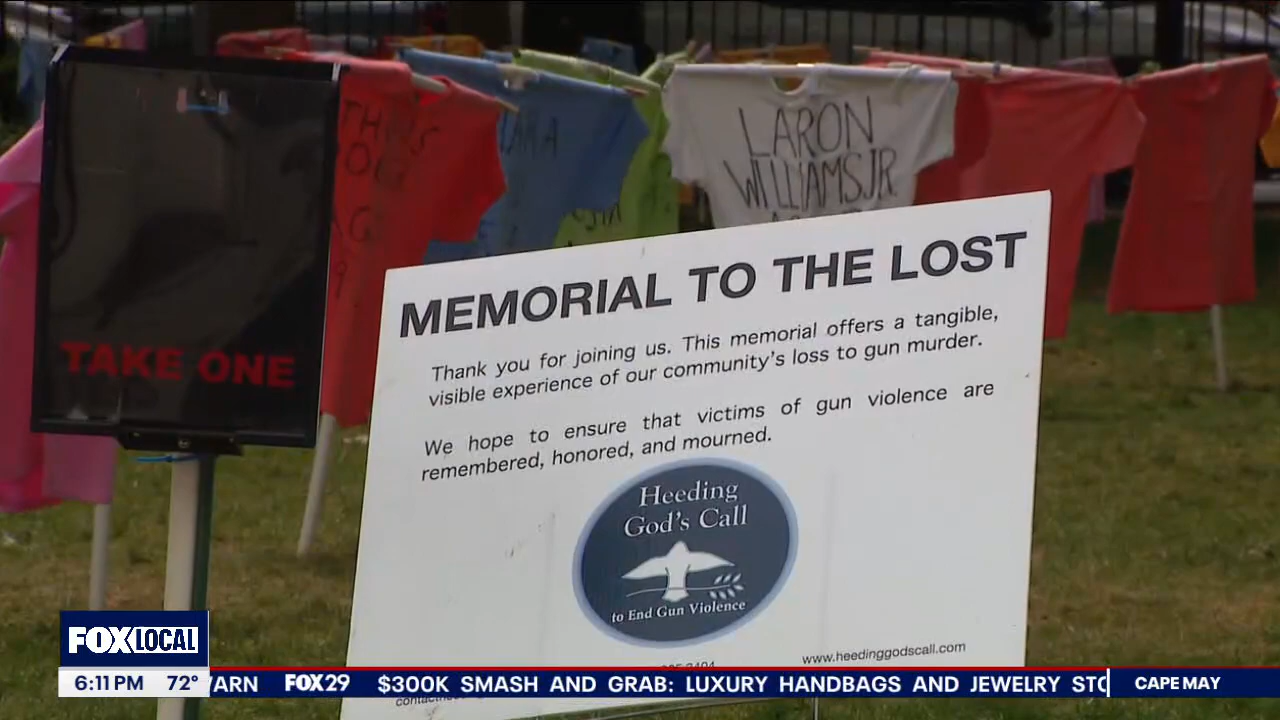 LARON
WILLIAMS JR.
TAKE ONE
MEMORIAL TO THE LOST
Thank you for joining us. This memorial offers a tangible,
visible experience of our community's loss to gun murder.
We hope to ensure that victims of gun violence are
remembered, honored, and mourned.
Heeding
God's Call
to End Gun Violence
www.heedinggodscall.com
FOX LOCAL
6:11 PM 72° WARN FOX29 $300K SMASH AND GRAB: LUXURY HANDBAGS AND JEWELRY STO CAPE MAY